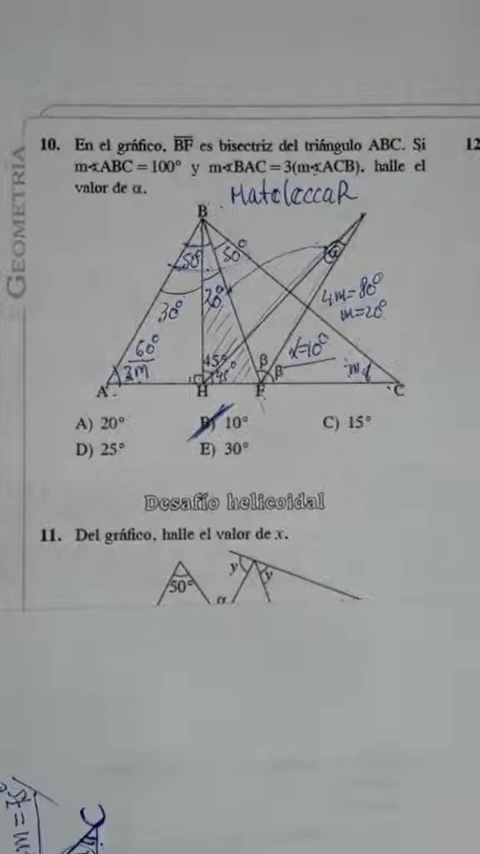 GEOMETRÍA
10. En el gráfico, BF es bisectriz del triángulo ABC. Si
m∢ABC = 100° y m∢BAC = 3(m∢ACB), halle el
valor de α.
12
MateleccaR
B
50° 50°
30° 20°
4m=80°
m=20°
60°
3m
45°
β β
x=10°
A H F C
A) 20° B) 10° C) 15°
D) 25° E) 30°
Desafío helicoidal
11. Del gráfico, halle el valor de x.
50° α y y